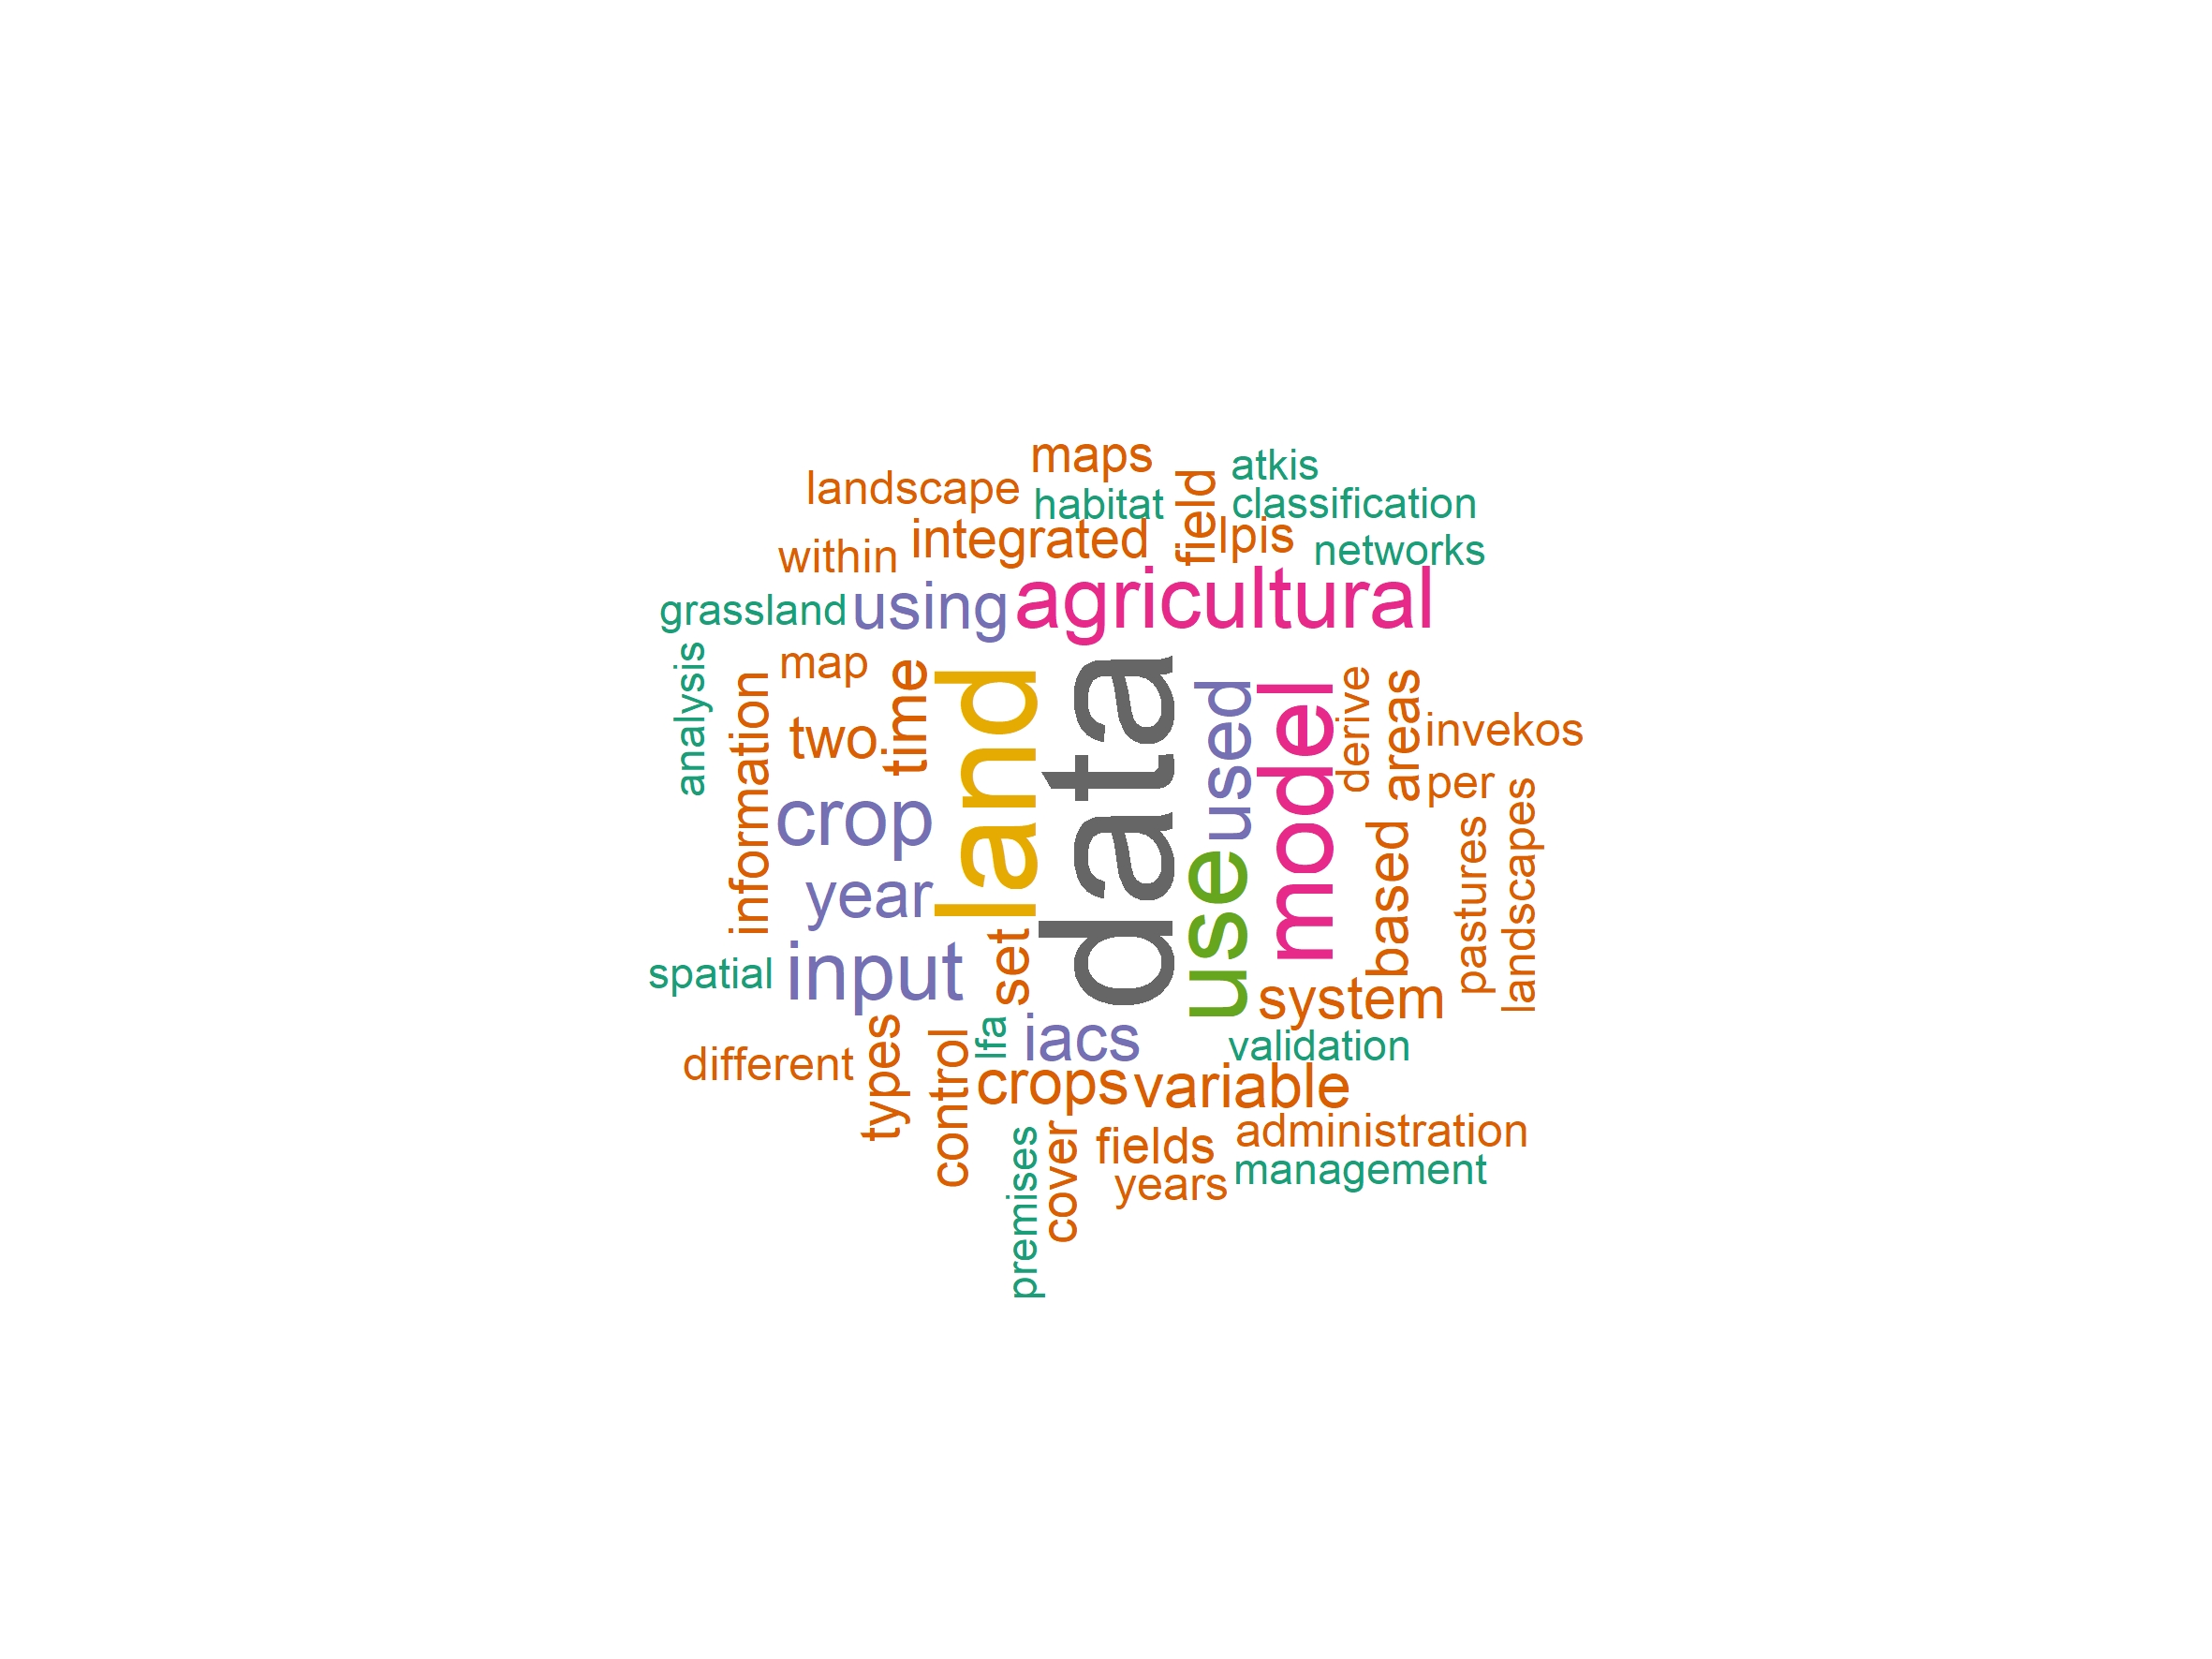 maps
atkis
landscape
habitat
field
classification
integrated
lpis
within
networks
grassland
using
agricultural
analysis
map
information
two
time
land
data
used
model
derive
areas
invekos
per
crop
year
use
based
pastures
landscapes
spatial
input
set
system
different
types
control
lfa
iacs
validation
crops
variable
administration
premises
cover
fields
management
years